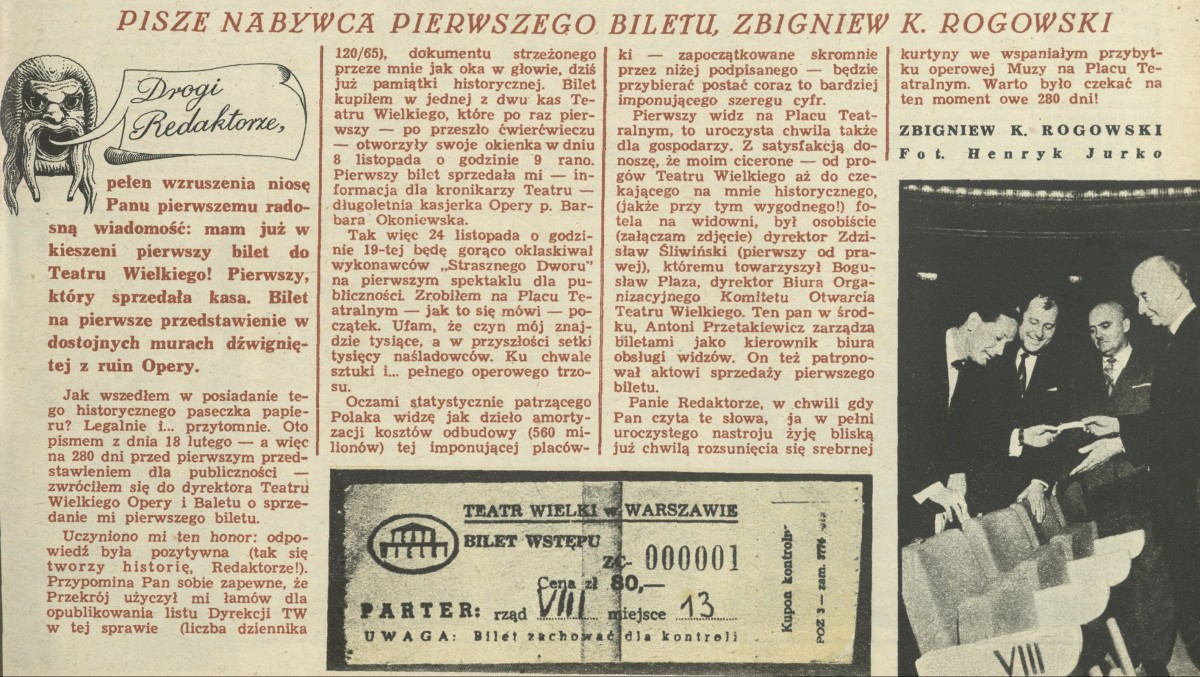 PISZE NABYWCA PIERWSZEGO BILETU, ZBIGNIEW K. ROGOWSKI
Drogi
Redaktorze,
pełen wzruszenia niosę
Panu pierwszemu rado-
sną wiadomość: mam już w
kieszeni pierwszy bilet do
Teatru Wielkiego! Pierwszy,
który sprzedała kasa. Bilet
na pierwsze przedstawienie w
dostojnych murach dźwignię-
tej z ruin Opery.
Jak wszedłem w posiadanie te-
go historycznego paseczka papie-
ru? Legalnie i... przytomnie. Oto
pismem z dnia 18 lutego — a więc
na 280 dni przed pierwszym przed-
stawieniem dla publiczności —
zwróciłem się do dyrektora Teatru
Wielkiego Opery i Baletu o sprze-
danie mi pierwszego biletu.
Uczyniono mi ten honor: odpo-
wiedź była pozytywna (tak się
tworzy historię, Redaktorze!).
Przypomina Pan sobie zapewne, że
Przekrój użyczył mi łamów dla
opublikowania listu Dyrekcji TW
w tej sprawie (liczba dziennika
120/65), dokumentu strzeżonego
przeze mnie jak oka w głowie, dziś
już pamiątki historycznej. Bilet
kupiłem w jednej z dwu kas Te-
atru Wielkiego, które po raz pier-
wszy — po przeszło ćwierćwieczu
— otworzyły swoje okienka w dniu
8 listopada o godzinie 9 rano.
Pierwszy bilet sprzedała mi — in-
formacja dla kronikarzy Teatru —
długoletnia kasjerka Opery p. Bar-
bara Okoniewska.
Tak więc 24 listopada o godzi-
nie 19-tej będę gorąco oklaskiwał
wykonawców „Strasznego Dworu”
na pierwszym spektaklu dla pu-
bliczności. Zrobiłem na Placu Te-
atralnym — jak to się mówi — po-
czątek. Ufam, że czyn mój znaj-
dzie tysiące, a w przyszłości setki
tysięcy naśladowców. Ku chwale
sztuki i... pełnego operowego trzo-
su.
Oczami statystycznie patrzącego
Polaka widzę jak dzieło amorty-
zacji kosztów odbudowy (560 mi-
lionów) tej imponującej placów-
ki — zapoczątkowane skromnie
przez niżej podpisanego — będzie
przybierać postać coraz to bardziej
imponującego szeregu cyfr.
Pierwszy widz na Placu Teat-
ralnym, to uroczysta chwila także
dla gospodarzy. Z satysfakcją do-
noszę, że moim cicerone — od pro-
gów Teatru Wielkiego aż do cze-
kającego na mnie historycznego,
(jakże przy tym wygodnego!) fo-
tela na widowni, był osobiście
(załączam zdjęcie) dyrektor Zdzi-
sław Śliwiński (pierwszy od pra-
wej), któremu towarzyszył Bogu-
sław Płaza, dyrektor Biura Orga-
nizacyjnego Komitetu Otwarcia
Teatru Wielkiego. Ten pan w środ-
ku, Antoni Przetakiewicz zarządza
biletami jako kierownik biura
obsługi widzów. On też patrono-
wał aktowi sprzedaży pierwszego
biletu.
Panie Redaktorze, w chwili gdy
Pan czyta te słowa, ja w pełni
uroczystego nastroju żyję bliską
już chwilą rozsunięcia się srebrnej
kurtyny we wspaniałym przybyt-
ku operowej Muzy na Placu Te-
atralnym. Warto było czekać na
ten moment owe 280 dni!
ZBIGNIEW K. ROGOWSKI
Fot. Henryk Jurko
TEATR WIELKI w WARSZAWIE
TEATR
WIELKI
BILET WSTĘPU
ZC- 000001
Cena zł 80,—
PARTER: rząd VIII miejsce 13
UWAGA: Bilet zachować dla kontroli
Kupon kontroln-
POZ 3 — zam. 3774
VIII